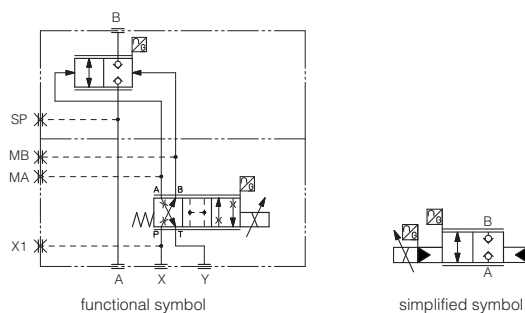 B
SP
MB
MA
A B
P T
X1
A X Y
functional symbol
G
G
G
G
B
A
simplified symbol